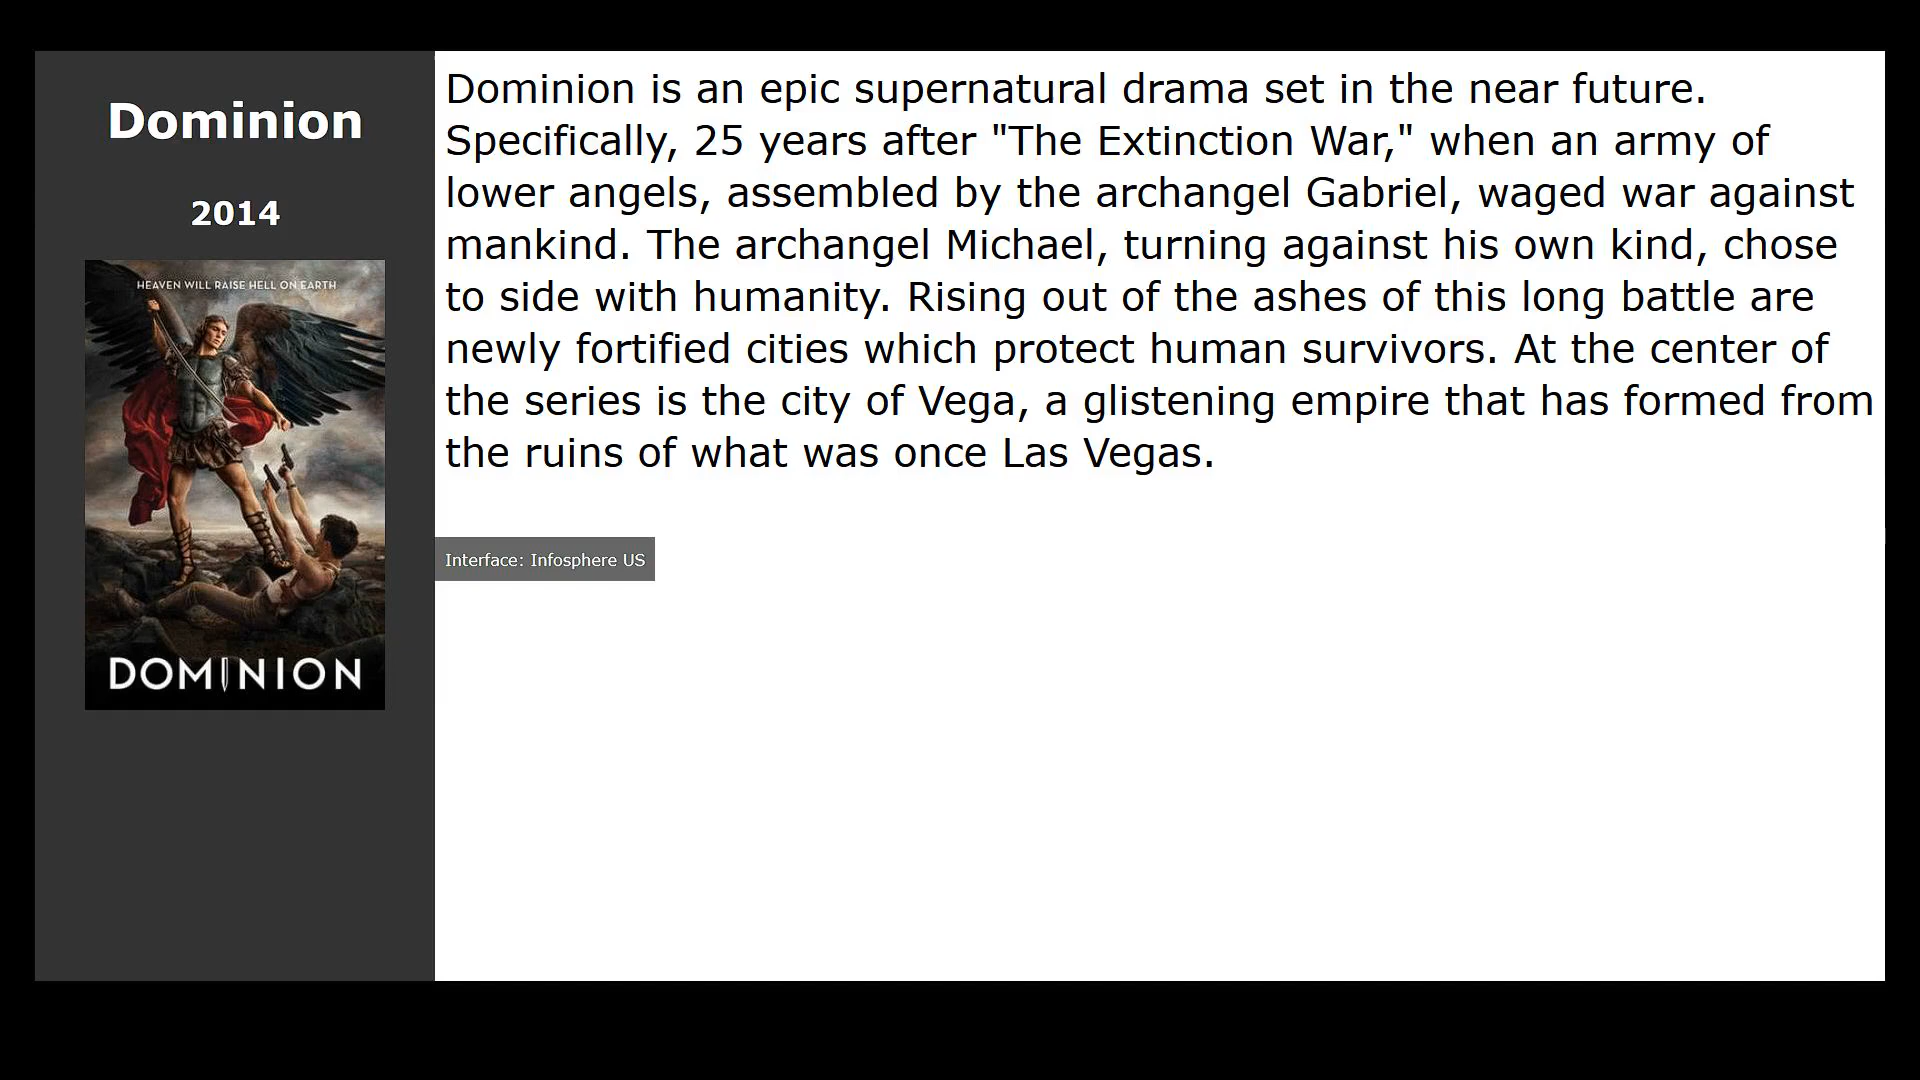 Dominion
2014
HEAVEN WILL RAISE HELL ON EARTH
DOMINION
Dominion is an epic supernatural drama set in the near future.
Specifically, 25 years after "The Extinction War," when an army of
lower angels, assembled by the archangel Gabriel, waged war against
mankind. The archangel Michael, turning against his own kind, chose
to side with humanity. Rising out of the ashes of this long battle are
newly fortified cities which protect human survivors. At the center of
the series is the city of Vega, a glistening empire that has formed from
the ruins of what was once Las Vegas.
Interface: Infosphere US